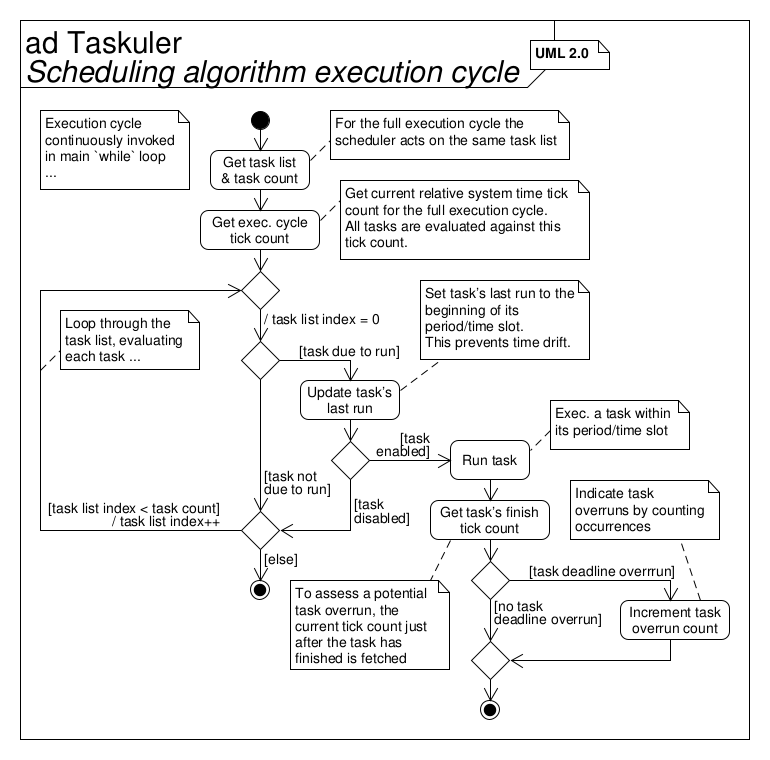 ad Taskuler
Scheduling algorithm execution cycle
UML 2.0
Execution cycle
continuously invoked
in main `while` loop
...
For the full execution cycle the
scheduler acts on the same task list
Get task list
& task count
Get current relative system time tick
count for the full execution cycle.
All tasks are evaluated against this
tick count.
Get exec. cycle
tick count
Set task's last run to the
beginning of its
period/time slot.
This prevents time drift.
/ task list index = 0
Loop through the
task list, evaluating
each task ...
[task due to run]
Update task's
last run
Exec. a task within
its period/time slot
[task
enabled]
Run task
[task not
due to run]
Indicate task
overruns by counting
occurrences
[task list index < task count]
/ task list index++
[task
disabled]
Get task's finish
tick count
[else]
[task deadline overrrun]
To assess a potential
task overrun, the
current tick count just
after the task has
finished is fetched
[no task
deadline overrun]
Increment task
overrun count